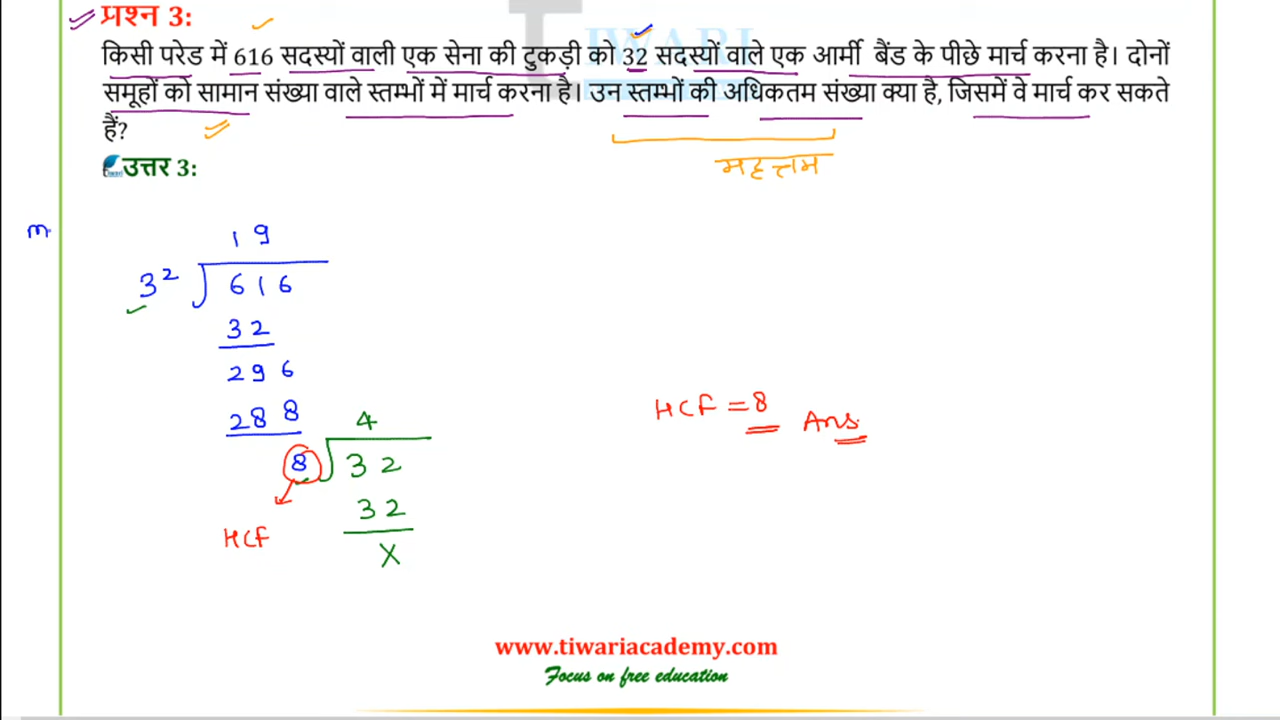 प्रश्न 3:
TIWARI
किसी परेड में 616 सदस्यों वाली एक सेना की टुकड़ी को 32 सदस्यों वाले एक आर्मी बैंड के पीछे मार्च करना है। दोनों
समूहों को सामान संख्या वाले स्तम्भों में मार्च करना है। उन स्तम्भों की अधिकतम संख्या क्या है, जिसमें वे मार्च कर सकते
हैं?
महत्तम
उत्तर 3:
m
19
32 616
32
296
288
4
8 32
32
X
HCF
HCF = 8 Ans.
www.tiwariacademy.com
Focus on free education